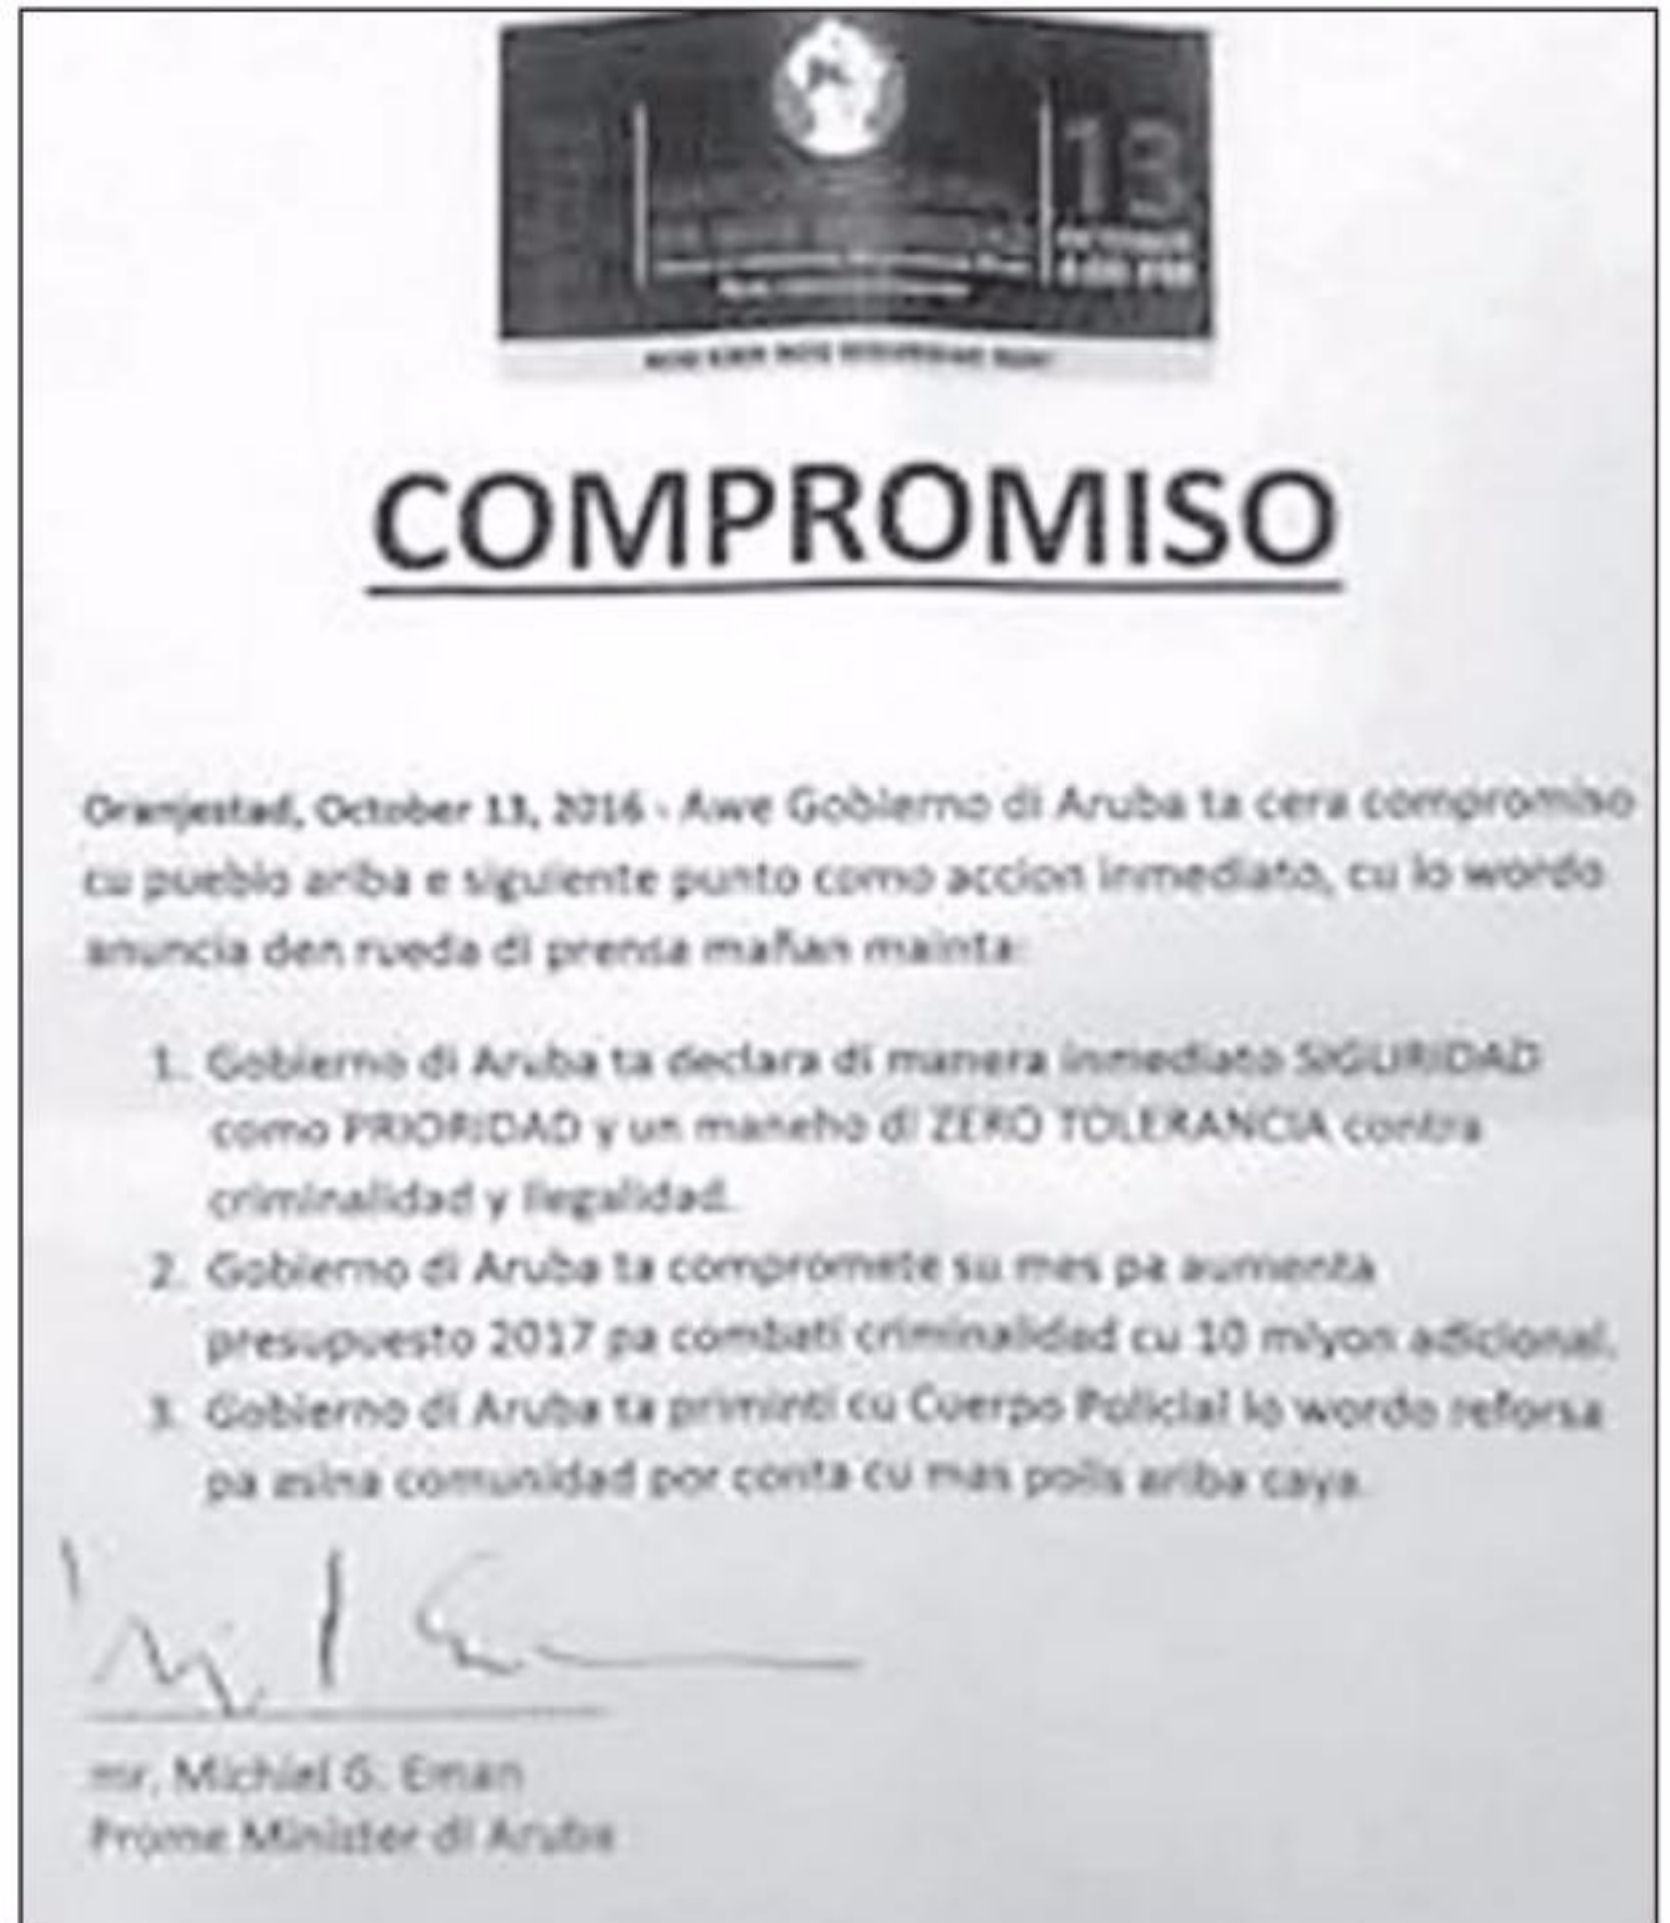 13
COMPROMISO
Oranjestad, October 13, 2016 - Awe Gobierno di Aruba ta cera compromiso
cu pueblo ariba e siguiente punto como accion inmediato, cu lo wordo
anuncia den rueda di prensa mañan mainta:
1. Gobierno di Aruba ta declara di manera inmediato SIGURIDAD
como PRIORIDAD y un maneho di ZERO TOLERANCIA contra
criminalidad y ilegalidad.
2. Gobierno di Aruba ta compromete su mes pa aumenta
presupuesto 2017 pa combati criminalidad cu 10 miyon adicional.
3. Gobierno di Aruba ta priminti cu Cuerpo Policial lo wordo reforsa
pa asina comunidad por conta cu mas polis ariba caya.
mr. Michiel G. Eman
Prome Minister di Aruba